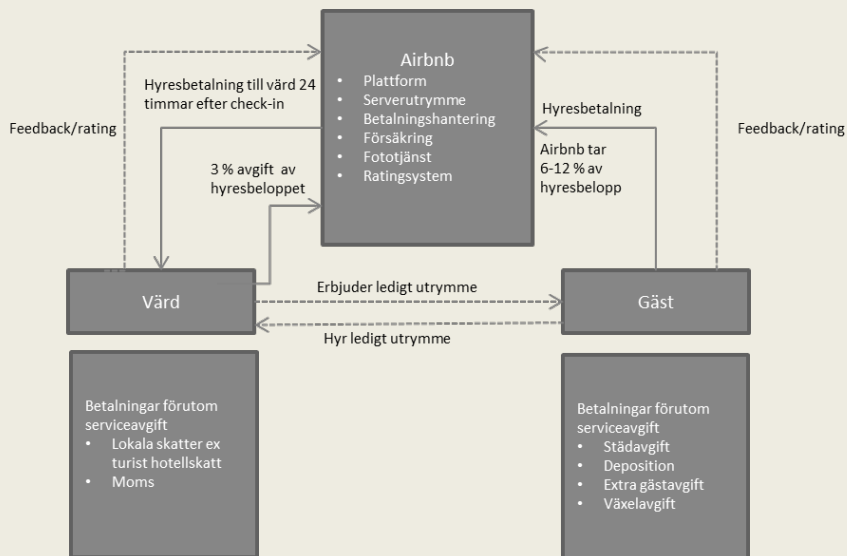 Airbnb
• Plattform
• Serverutrymme
• Betalningshantering
• Försäkring
• Fototjänst
• Ratingsystem
Hyresbetalning till värd 24
timmar efter check-in
Feedback/rating
3 % avgift av
hyresbeloppet
Hyresbetalning
Airbnb tar
6-12 % av
hyresbelopp
Feedback/rating
Värd
Erbjuder ledigt utrymme
Hyr ledigt utrymme
Gäst
Betalningar förutom
serviceavgift
• Lokala skatter ex
turist hotellskatt
• Moms
Betalningar förutom
serviceavgift
• Städavgift
• Deposition
• Extra gästavgift
• Växelavgift